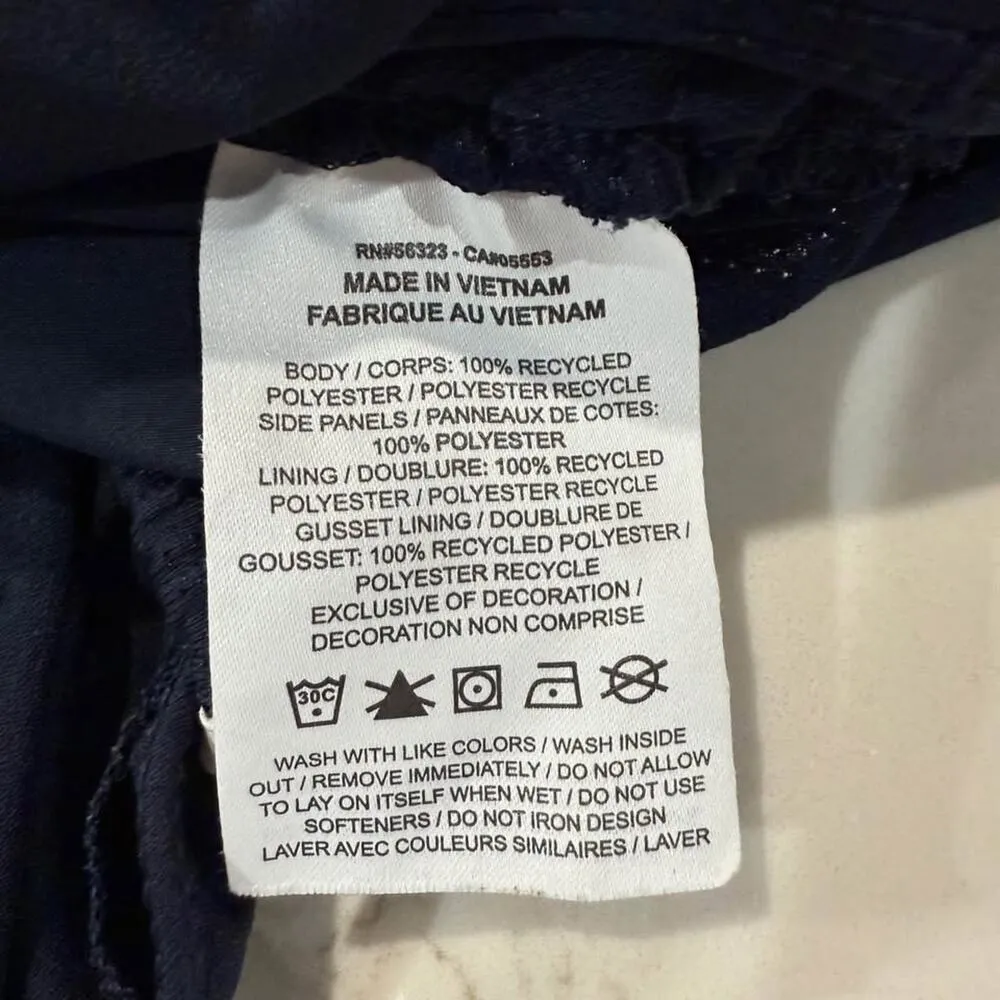 RN#56323 - CA#05553
MADE IN VIETNAM
FABRIQUE AU VIETNAM
BODY / CORPS: 100% RECYCLED
POLYESTER / POLYESTER RECYCLE
SIDE PANELS / PANNEAUX DE COTES:
100% POLYESTER
LINING / DOUBLURE: 100% RECYCLED
POLYESTER / POLYESTER RECYCLE
GUSSET LINING / DOUBLURE DE
GOUSSET: 100% RECYCLED POLYESTER /
POLYESTER RECYCLE
EXCLUSIVE OF DECORATION /
DECORATION NON COMPRISE
30C
WASH WITH LIKE COLORS / WASH INSIDE
OUT / REMOVE IMMEDIATELY / DO NOT ALLOW
TO LAY ON ITSELF WHEN WET / DO NOT USE
SOFTENERS / DO NOT IRON DESIGN
LAVER AVEC COULEURS SIMILAIRES / LAVER